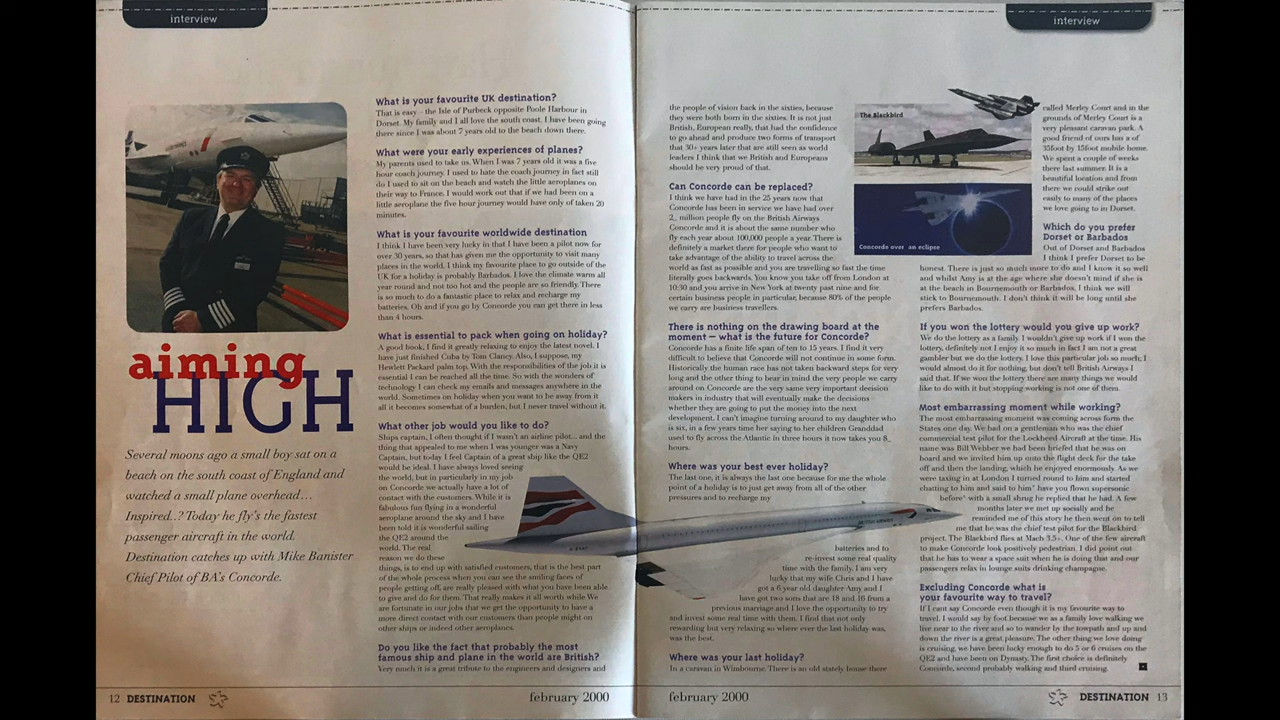 interview
aiming
HIGH
Several moons ago a small boy sat on a
beach on the south coast of England and
watched a small plane overhead...
Inspired..? Today he fly's the fastest
passenger aircraft in the world.
Destination catches up with Mike Banister
Chief Pilot of BA's Concorde.
What is your favourite UK destination?
That is easy - the Isle of Purbeck opposite Poole Harbour in
Dorset. My family and I all love the south coast. I have been going
there since I was about 7 years old to the beach down there.
What were your early experiences of planes?
My parents used to take us. When I was 7 years old it was a five
hour coach journey. I used to hate the coach journey in fact still
do I used to sit on the beach and watch the little aeroplanes on
their way to France. I would work out that if we had been on a
little aeroplane the five hour journey would have only of taken 20
minutes.
What is your favourite worldwide destination
I think I have been very lucky in that I have been a pilot now for
over 30 years, so that has given me the opportunity to visit many
places in the world. I think my favourite place to go outside of the
UK for a holiday is probably Barbados. I love the climate warm all
year round and not too hot and the people are so friendly. There
is so much to do a fantastic place to relax and recharge my
batteries. Oh and if you go by Concorde you can get there in less
than 4 hours.
What is essential to pack when going on holiday?
A good book, I find it greatly relaxing to enjoy the latest novel. I
have just finished Cuba by Tom Clancy. Also, I suppose, my
Hewlett Packard palm top. With the responsibilities of the job it is
essential I can be reached all the time. So with the wonders of
technology I can check my emails and messages anywhere in the
world. Sometimes on holiday when you want to be away from it
all it becomes somewhat of a burden, but I never travel without it.
What other job would you like to do?
Ships captain, I often thought if I wasn't an airline pilot... and the
thing that appealed to me when I was younger was a Navy
Captain, but today I feel Captain of a great ship like the QE2
would be ideal. I have always loved seeing
the world, but in particularly in my job
on Concorde we actually have a lot of
contact with the customers. While it is
fabulous fun flying in a wonderful
aeroplane around the sky and I have
been told it is wonderful sailing
the QE2 around the
world. The real
reason we do these
things, is to end up with satisfied customers, that is the best part
of the whole process when you can see the smiling faces of
people getting off, are really pleased with what you have been able
to give and do for them. That really makes it all worth while. We
are fortunate in our jobs that we get the opportunity to have a
more direct contact with our customers than people might on
other ships or indeed other aeroplanes.
Do you like the fact that probably the most
famous ship and plane in the world are British?
Very much it is a great tribute to the engineers and designers and
12 DESTINATION
february 2000
interview
the people of vision back in the sixties, because
they were both born in the sixties. It is not just
British, European really, that had the confidence
to go ahead and produce two forms of transport
that 30+ years later that are still seen as world
leaders I think that we British and Europeans
should be very proud of that.
Can Concorde can be replaced?
I think we have had in the 25 years now that
Concorde has been in service we have had over
2_ million people fly on the British Airways
Concorde and it is about the same number who
fly each year about 100,000 people a year. There is
definitely a market there for people who want to
take advantage of the ability to travel across the
world as fast as possible and you are travelling so fast the time
literally goes backwards. You know you take off from London at
10:30 and you arrive in New York at twenty past nine and for
certain business people in particular, because 80% of the people
we carry are business travellers.
There is nothing on the drawing board at the
moment – what is the future for Concorde?
Concorde has a finite life span of ten to 15 years. I find it very
difficult to believe that Concorde will not continue in some form.
Historically the human race has not taken backward steps for very
long and the other thing to bear in mind the very people we carry
around on Concorde are the very same very important decision
makers in industry that will eventually make the decisions
whether they are going to put the money into the next
development. I can't imagine turning around to my daughter who
is six, in a few years time her saying to her children Granddad
used to fly across the Atlantic in three hours it now takes you 8_
hours.
Where was your best ever holiday?
The last one, it is always the last one because for me the whole
point of a holiday is to just get away from all of the other
pressures and to recharge my
batteries and to
re-invest some real quality
time with the family. I am very
lucky that my wife Chris and I have
got a 6 year old daughter Amy and I
have got two sons that are 18 and 16 from a
previous marriage and I love the opportunity to try
and invest some real time with them. I find that not only
rewarding but very relaxing so where ever the last holiday was,
was the best.
Where was your last holiday?
In a caravan in Wimbourne. There is an old stately house there
The Blackbird
Concorde over an eclipse
BRITISH AIRWAYS
called Merley Court and in the
grounds of Merley Court is a
very pleasant caravan park. A
good friend of ours has a of
35foot by 15foot mobile home.
We spent a couple of weeks
there last summer. It is a
beautiful location and from
there we could strike out
easily to many of the places
we love going to in Dorset.
Which do you prefer
Dorset or Barbados
Out of Dorset and Barbados
I think I prefer Dorset to be
honest. There is just so much more to do and I know it so well
and whilst Amy is at the age where she doesn't mind if she is
at the beach in Bournemouth or Barbados, I think we will
stick to Bournemouth. I don't think it will be long until she
prefers Barbados.
If you won the lottery would you give up work?
We do the lottery as a family. I wouldn't give up work if I won the
lottery, definitely not I enjoy it so much in fact I am not a great
gambler but we do the lottery. I love this particular job so much; I
would almost do it for nothing, but don't tell British Airways I
said that. If we won the lottery there are many things we would
like to do with it but stopping working is not one of them.
Most embarrassing moment while working?
The most embarrassing moment was coming across form the
States one day. We had on a gentleman who was the chief
commercial test pilot for the Lockheed Aircraft at the time. His
name was Bill Webber we had been briefed that he was on
board and we invited him up onto the flight deck for the take
off and then the landing, which he enjoyed enormously. As we
were taxing in at London I turned round to him and started
chatting to him and said to him" have you flown supersonic
before" with a small shrug he replied that he had. A few
months later we met up socially and he
reminded me of this story he then went on to tell
me that he was the chief test pilot for the Blackbird
project. The Blackbird flies at Mach 3.5+. One of the few aircraft
to make Concorde look positively pedestrian. I did point out
that he has to wear a space suit when he is doing that and our
passengers relax in lounge suits drinking champagne.
Excluding Concorde what is
your favourite way to travel?
If I cant say Concorde even though it is my favourite way to
travel. I would say by foot because we as a family love walking we
live near to the river and so to wander by the towpath and up and
down the river is a great pleasure. The other thing we love doing
is cruising, we have been lucky enough to do 5 or 6 cruises on the
QE2 and have been on Dynasty. The first choice is definitely
Concorde, second probably walking and third cruising.
february 2000
DESTINATION 13